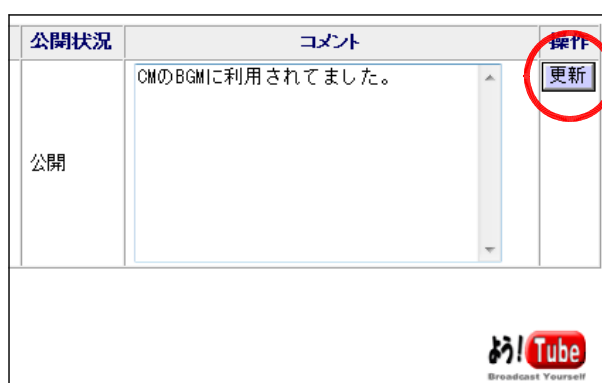 公開状況 コメント 操作
CMのBGMに利用されてました。 更新
公開
よう!Tube
Broadcast Yourself